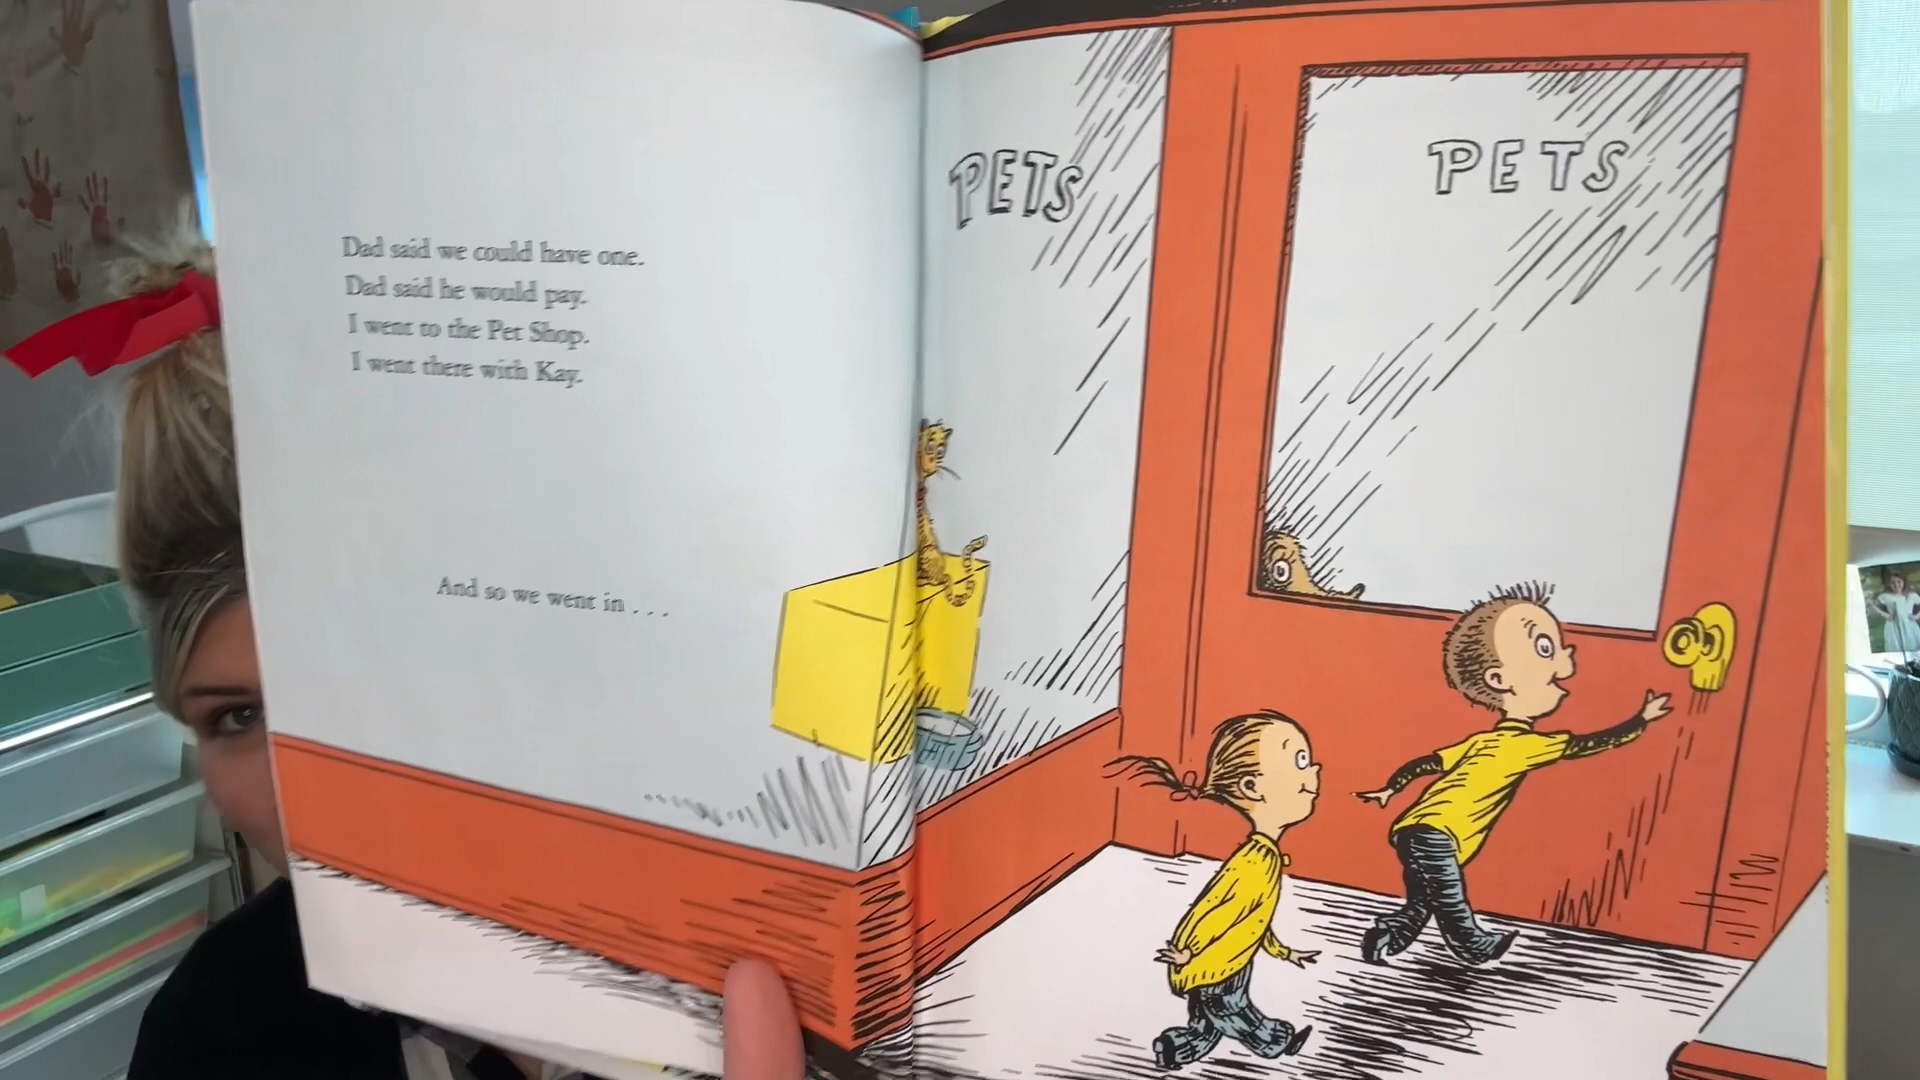 Dad said we could have one.
Dad said he would pay.
I went to the Pet Shop.
I went there with Kay.
And so we went in . . .
PETS
PETS